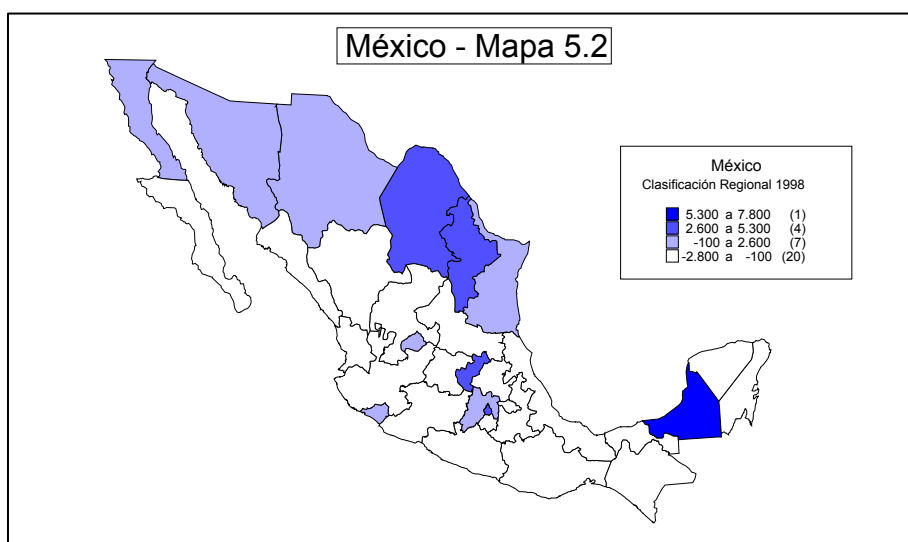 México - Mapa 5.2
México
Clasificación Regional 1998
5.300 a 7.800 (1)
2.600 a 5.300 (4)
-100 a 2.600 (7)
-2.800 a -100 (20)